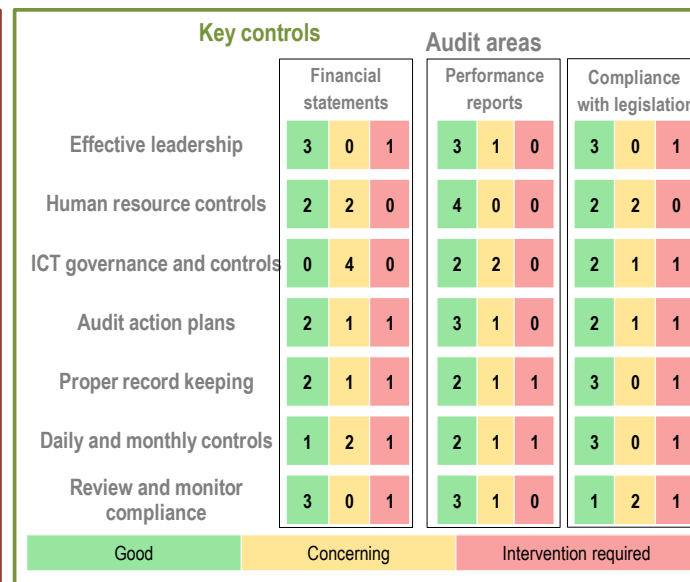 Key controls
Audit areas
Financial statements
Performance reports
Compliance with legislation
Effective leadership 3 0 1 3 1 0 3 0 1
Human resource controls 2 2 0 4 0 0 2 2 0
ICT governance and controls 0 4 0 2 2 0 2 1 1
Audit action plans 2 1 1 3 1 0 2 1 1
Proper record keeping 2 1 1 2 1 1 3 0 1
Daily and monthly controls 1 2 1 2 1 1 3 0 1
Review and monitor compliance 3 0 1 3 1 0 1 2 1
Good Concerning Intervention required